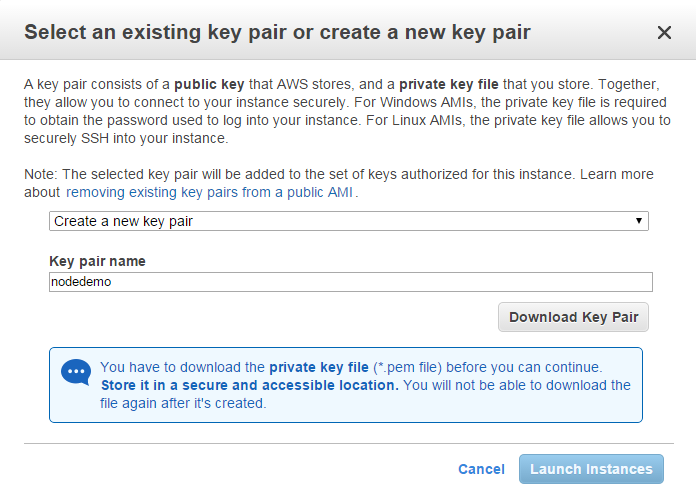 Select an existing key pair or create a new key pair
A key pair consists of a public key that AWS stores, and a private key file that you store. Together,
they allow you to connect to your instance securely. For Windows AMIs, the private key file is required
to obtain the password used to log into your instance. For Linux AMIs, the private key file allows you to
securely SSH into your instance.
Note: The selected key pair will be added to the set of keys authorized for this instance. Learn more
about removing existing key pairs from a public AMI.
Create a new key pair
Key pair name
nodedemo
Download Key Pair
You have to download the private key file (*.pem file) before you can continue.
Store it in a secure and accessible location. You will not be able to download the
file again after it's created.
Cancel
Launch Instances